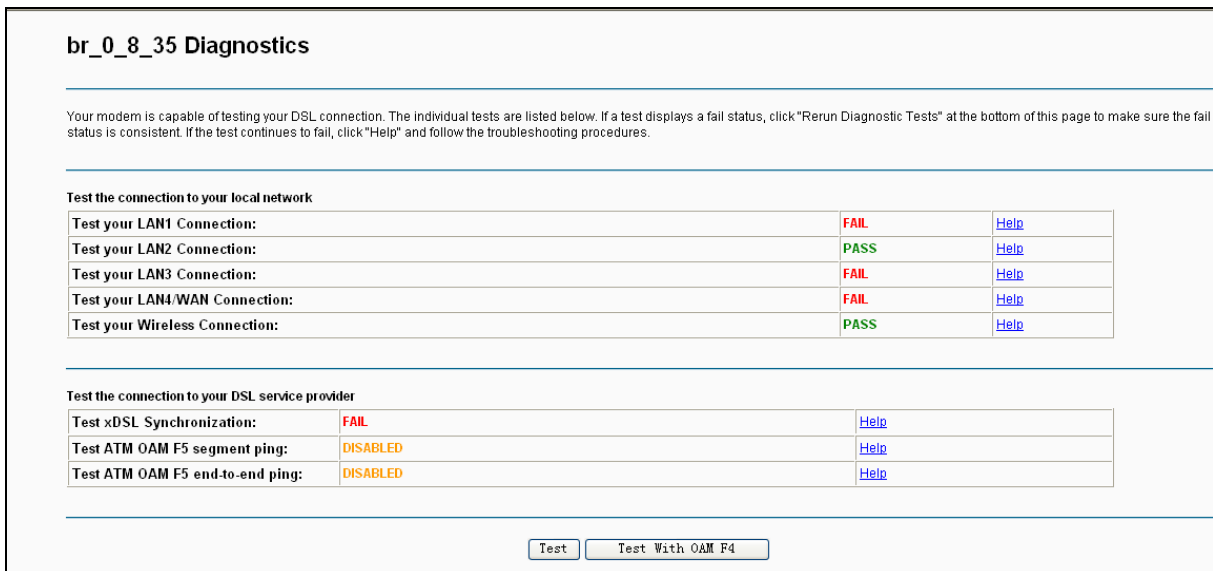 br_0_8_35 Diagnostics
Your modem is capable of testing your DSL connection. The individual tests are listed below. If a test displays a fail status, click "Rerun Diagnostic Tests" at the bottom of this page to make sure the fail
status is consistent. If the test continues to fail, click "Help" and follow the troubleshooting procedures.
Test the connection to your local network
Test your LAN1 Connection: FAIL Help
Test your LAN2 Connection: PASS Help
Test your LAN3 Connection: FAIL Help
Test your LAN4/WAN Connection: FAIL Help
Test your Wireless Connection: PASS Help
Test the connection to your DSL service provider
Test xDSL Synchronization: FAIL Help
Test ATM OAM F5 segment ping: DISABLED Help
Test ATM OAM F5 end-to-end ping: DISABLED Help
Test Test With OAM F4